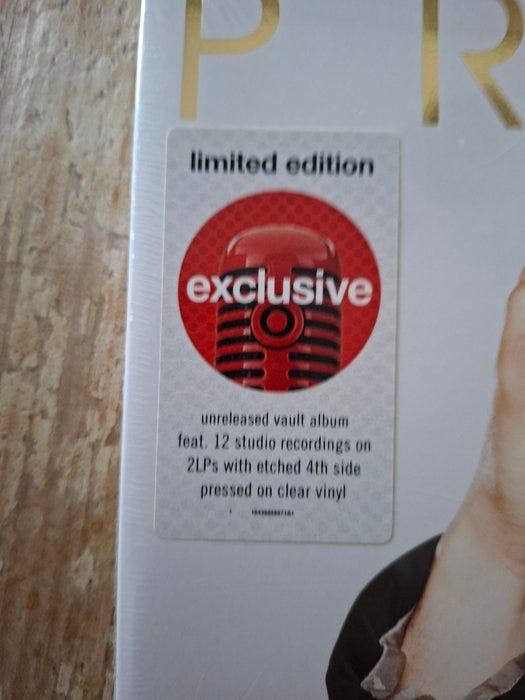 P R
limited edition
exclusive
unreleased vault album
feat. 12 studio recordings on
2LPs with etched 4th side
pressed on clear vinyl